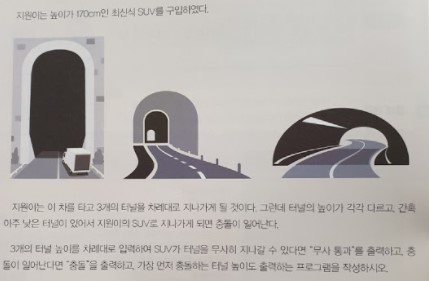 지원이는 높이가 170cm인 최신식 SUV를 구입하였다.
지원이는 이 차를 타고 3개의 터널을 차례대로 지나가게 될 것이다. 그런데 터널의 높이가 각각 다르고, 간혹
아주 낮은 터널이 있어서 지원이의 SUV로 지나가게 되면 충돌이 일어난다.
3개의 터널 높이를 차례대로 입력하여 SUV가 터널을 무사히 지나갈 수 있다면 “무사 통과”를 출력하고, 충
돌이 일어난다면 “충돌”을 출력하고, 가장 먼저 충돌하는 터널 높이도 출력하는 프로그램을 작성하시오.